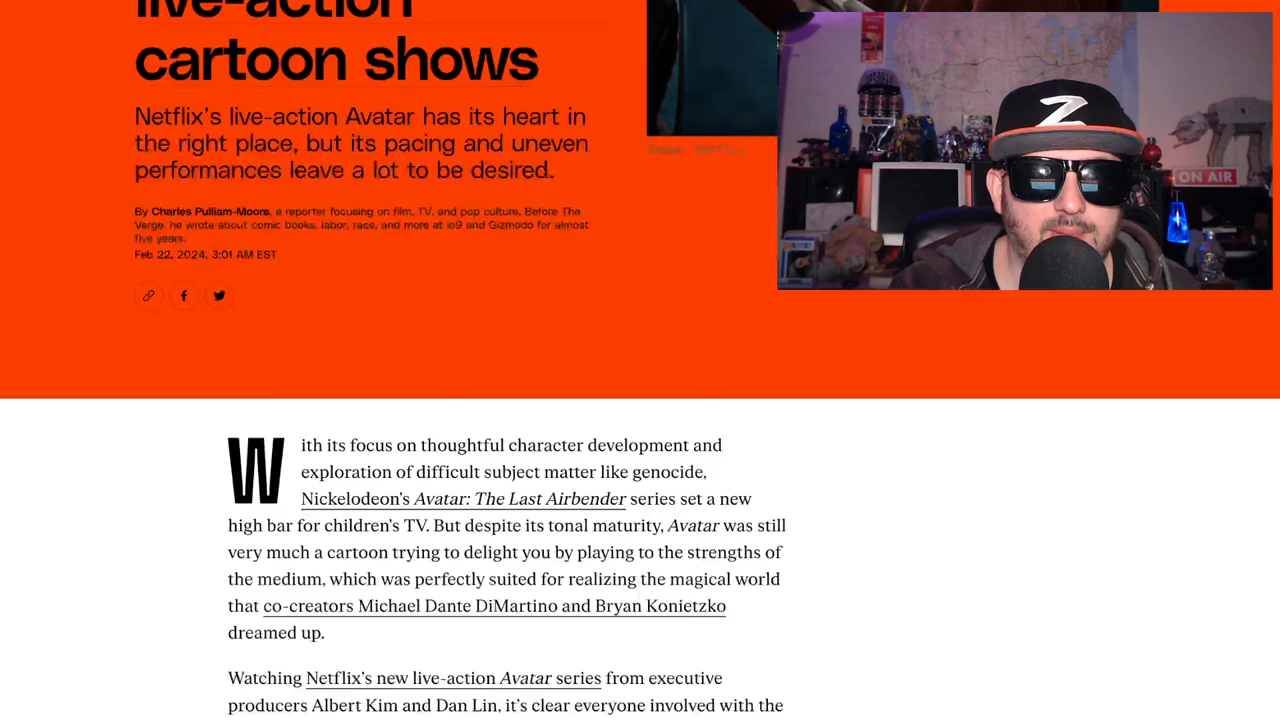 live-action
cartoon shows
Netflix's live-action Avatar has its heart in
the right place, but its pacing and uneven
performances leave a lot to be desired.
By Charles Pulliam-Moore, a reporter focusing on film, TV, and pop culture. Before The
Verge, he wrote about comic books, labor, race, and more at io9 and Gizmodo for almost
five years.
Feb 22, 2024, 3:01 AM EST
Image: Netflix
Z
ON AIR
With its focus on thoughtful character development and
exploration of difficult subject matter like genocide,
Nickelodeon's Avatar: The Last Airbender series set a new
high bar for children's TV. But despite its tonal maturity, Avatar was still
very much a cartoon trying to delight you by playing to the strengths of
the medium, which was perfectly suited for realizing the magical world
that co-creators Michael Dante DiMartino and Bryan Konietzko
dreamed up.
Watching Netflix's new live-action Avatar series from executive
producers Albert Kim and Dan Lin, it's clear everyone involved with the